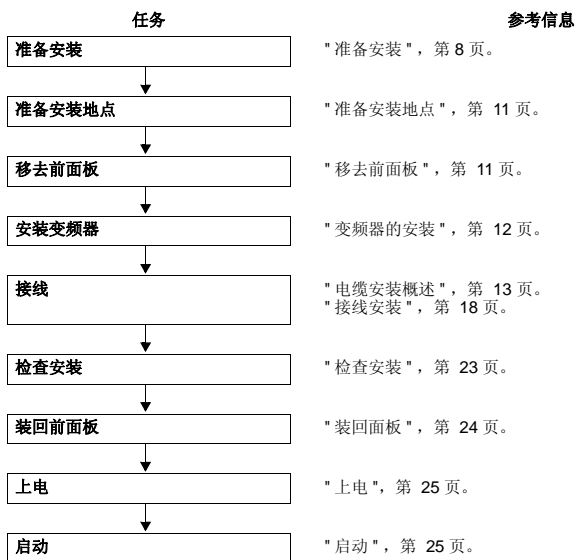 任务 参考信息
准备安装 "准备安装"，第 8 页。
准备安装地点 "准备安装地点"，第 11 页。
移去前面板 "移去前面板"，第 11 页。
安装变频器 "变频器的安装"，第 12 页。
接线 "电缆安装概述"，第 13 页。
"接线安装"，第 18 页。
检查安装 "检查安装"，第 23 页。
装回前面板 "装回面板"，第 24 页。
上电 "上电"，第 25 页。
启动 "启动"，第 25 页。